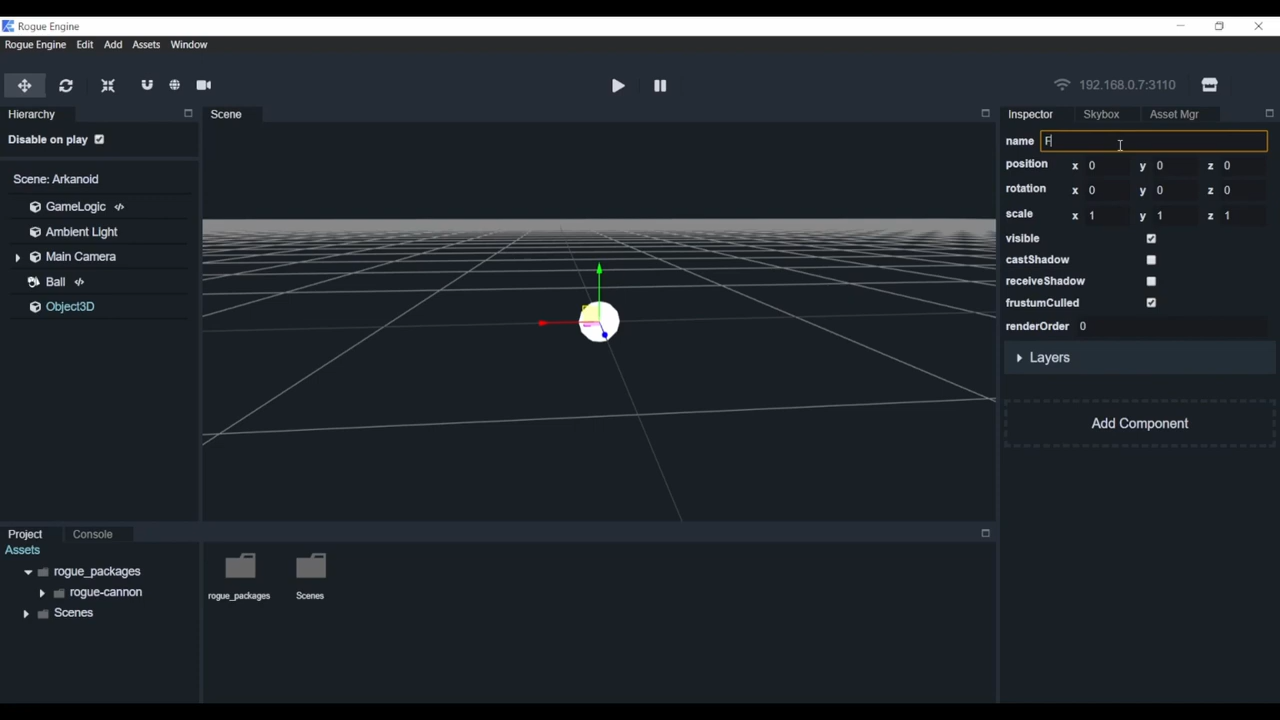 Rogue Engine
Rogue Engine Edit Add Assets Window
192.168.0.7:3110
Hierarchy
Disable on play
Scene: Arkanoid
GameLogic
Ambient Light
Main Camera
Ball
Object3D
Scene
Inspector Skybox Asset Mgr
name F
position x 0 y 0 z 0
rotation x 0 y 0 z 0
scale x 1 y 1 z 1
visible
castShadow
receiveShadow
frustumCulled
renderOrder 0
Layers
Add Component
Project Console
Assets
rogue_packages
rogue-cannon
Scenes
rogue_packages Scenes